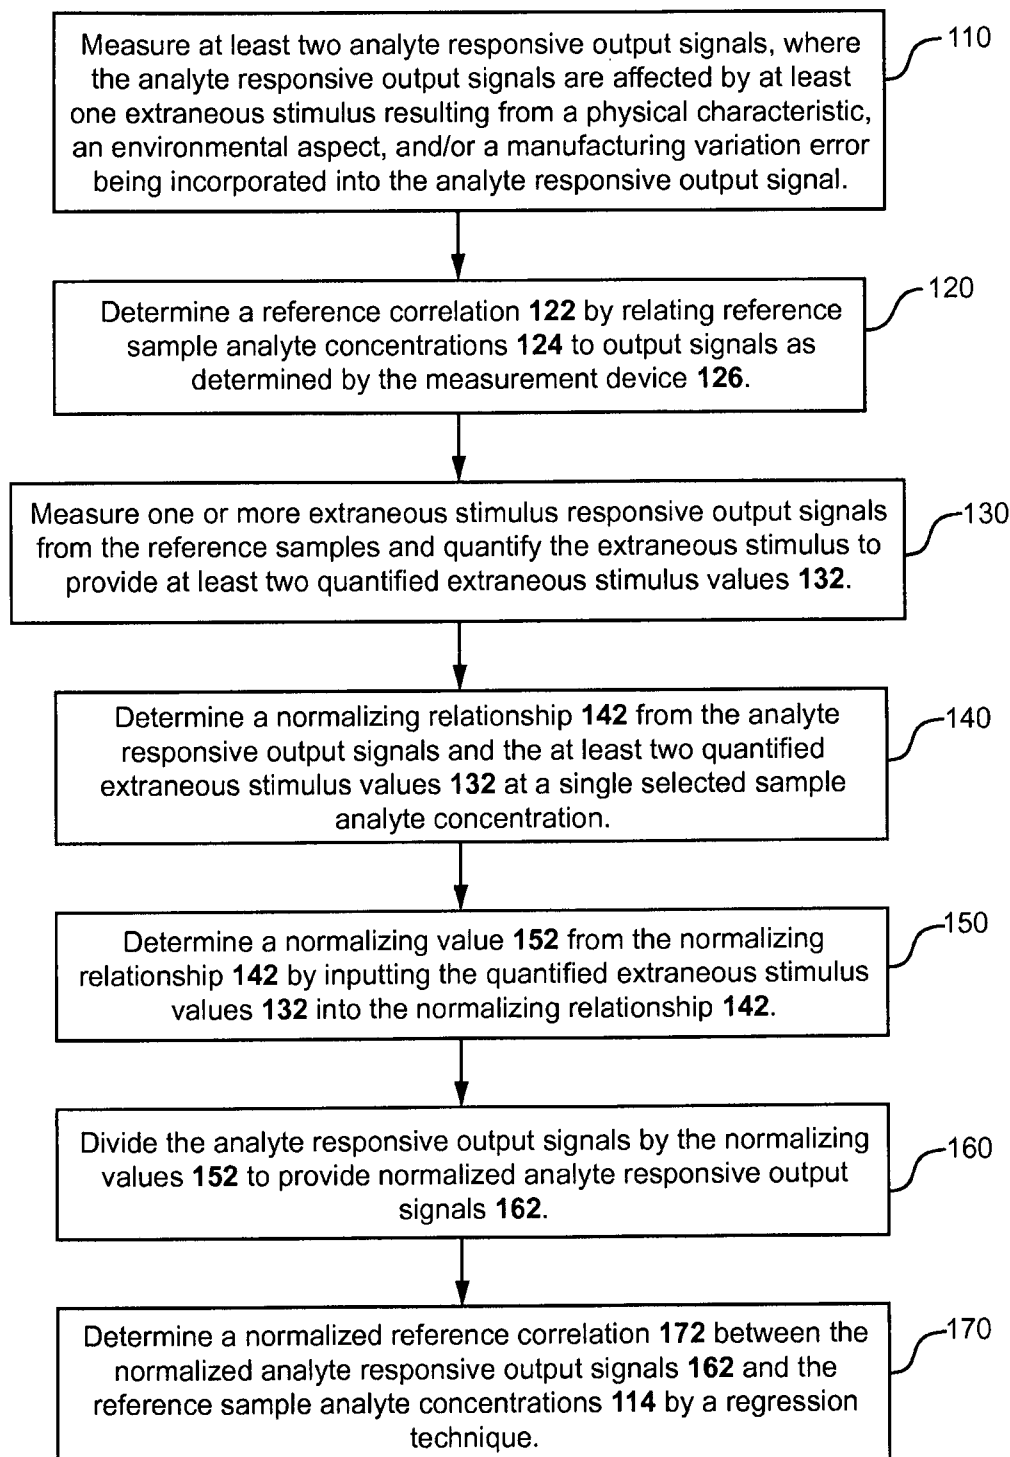 Measure at least two analyte responsive output signals, where
the analyte responsive output signals are affected by at least
one extraneous stimulus resulting from a physical characteristic,
an environmental aspect, and/or a manufacturing variation error
being incorporated into the analyte responsive output signal.
110
Determine a reference correlation 122 by relating reference
sample analyte concentrations 124 to output signals as
determined by the measurement device 126.
120
Measure one or more extraneous stimulus responsive output signals
from the reference samples and quantify the extraneous stimulus to
provide at least two quantified extraneous stimulus values 132.
130
Determine a normalizing relationship 142 from the analyte
responsive output signals and the at least two quantified
extraneous stimulus values 132 at a single selected sample
analyte concentration.
140
Determine a normalizing value 152 from the normalizing
relationship 142 by inputting the quantified extraneous stimulus
values 132 into the normalizing relationship 142.
150
Divide the analyte responsive output signals by the normalizing
values 152 to provide normalized analyte responsive output
signals 162.
160
Determine a normalized reference correlation 172 between the
normalized analyte responsive output signals 162 and the
reference sample analyte concentrations 114 by a regression
technique.
170